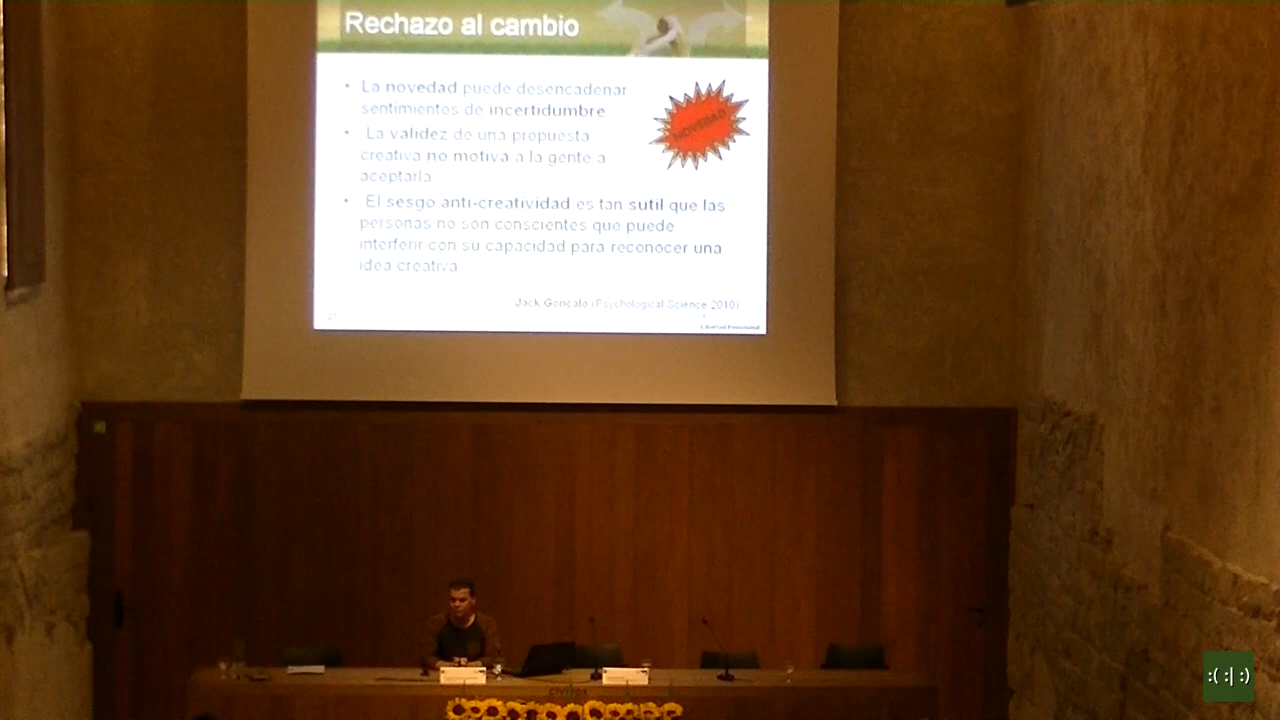 Rechazo al cambio
• La novedad puede desencadenar
sentimientos de incertidumbre
• La validez de una propuesta
creativa no motiva a la gente a
aceptarla
• El sesgo anti-creatividad es tan sutil que las
personas no son conscientes que puede
interferir con su capacidad para reconocer una
idea creativa
NOVEDAD
Jack Goncalo (Psychological Science 2010)
:( :| :)